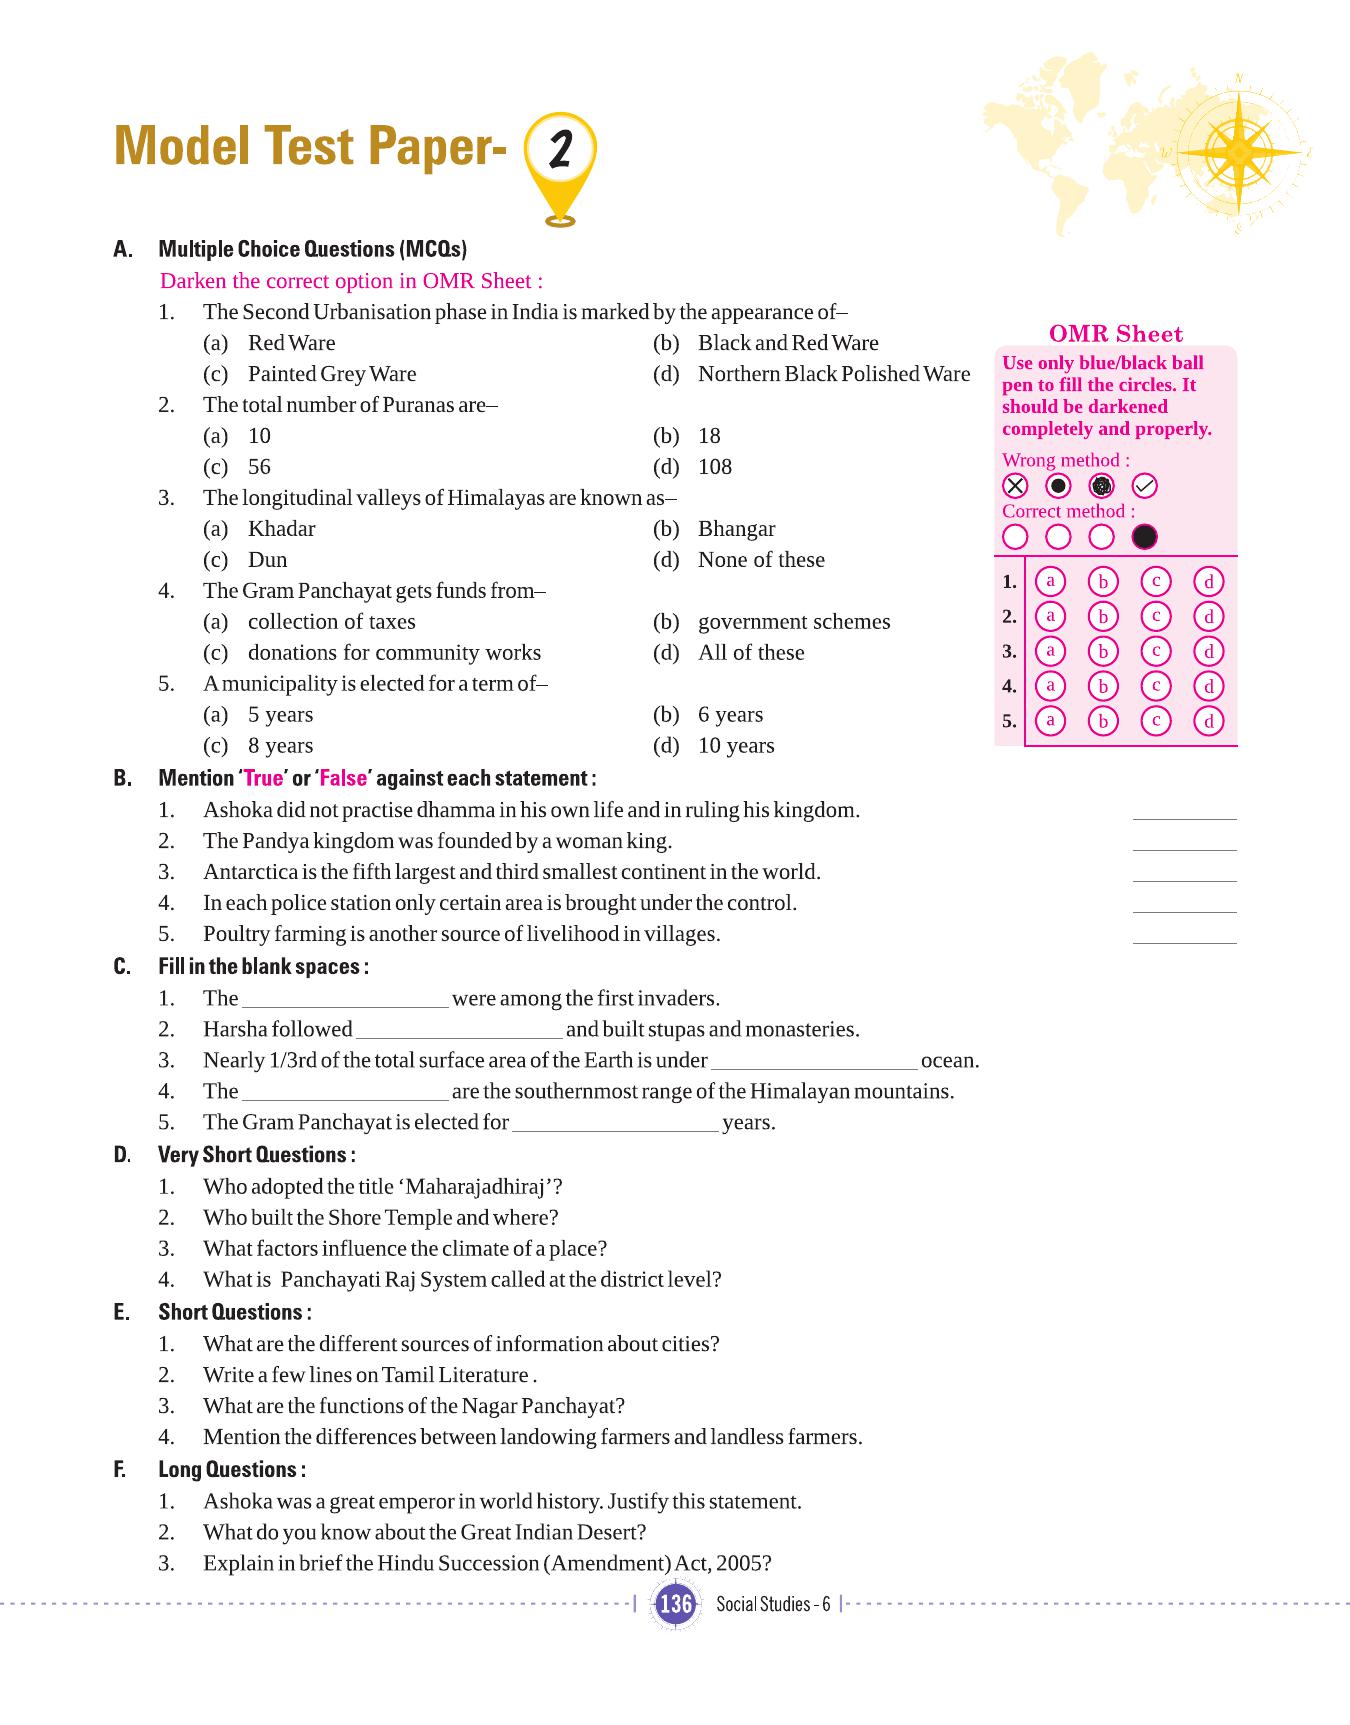 Model Test Paper- 2
N
W
A. Multiple Choice Questions (MCQs)
Darken the correct option in OMR Sheet :
1. The Second Urbanisation phase in India is marked by the appearance of–
(a) Red Ware (b) Black and Red Ware
(c) Painted Grey Ware (d) Northern Black Polished Ware
2. The total number of Puranas are–
(a) 10 (b) 18
(c) 56 (d) 108
3. The longitudinal valleys of Himalayas are known as–
(a) Khadar (b) Bhangar
(c) Dun (d) None of these
4. The Gram Panchayat gets funds from–
(a) collection of taxes (b) government schemes
(c) donations for community works (d) All of these
5. A municipality is elected for a term of–
(a) 5 years (b) 6 years
(c) 8 years (d) 10 years
OMR Sheet
Use only blue/black ball
pen to fill the circles. It
should be darkened
completely and properly.
Wrong method :
Correct method :
1. a b c d
2. a b c d
3. a b c d
4. a b c d
5. a b c d
B. Mention ‘True’ or ‘False’ against each statement :
1. Ashoka did not practise dhamma in his own life and in ruling his kingdom. __________
2. The Pandya kingdom was founded by a woman king. __________
3. Antarctica is the fifth largest and third smallest continent in the world. __________
4. In each police station only certain area is brought under the control. __________
5. Poultry farming is another source of livelihood in villages. __________
C. Fill in the blank spaces :
1. The ____________________ were among the first invaders.
2. Harsha followed ____________________ and built stupas and monasteries.
3. Nearly 1/3rd of the total surface area of the Earth is under ____________________ ocean.
4. The ____________________ are the southernmost range of the Himalayan mountains.
5. The Gram Panchayat is elected for ____________________ years.
D. Very Short Questions :
1. Who adopted the title ‘Maharajadhiraj’?
2. Who built the Shore Temple and where?
3. What factors influence the climate of a place?
4. What is Panchayati Raj System called at the district level?
E. Short Questions :
1. What are the different sources of information about cities?
2. Write a few lines on Tamil Literature .
3. What are the functions of the Nagar Panchayat?
4. Mention the differences between landowing farmers and landless farmers.
F. Long Questions :
1. Ashoka was a great emperor in world history. Justify this statement.
2. What do you know about the Great Indian Desert?
3. Explain in brief the Hindu Succession (Amendment) Act, 2005?
136 Social Studies - 6